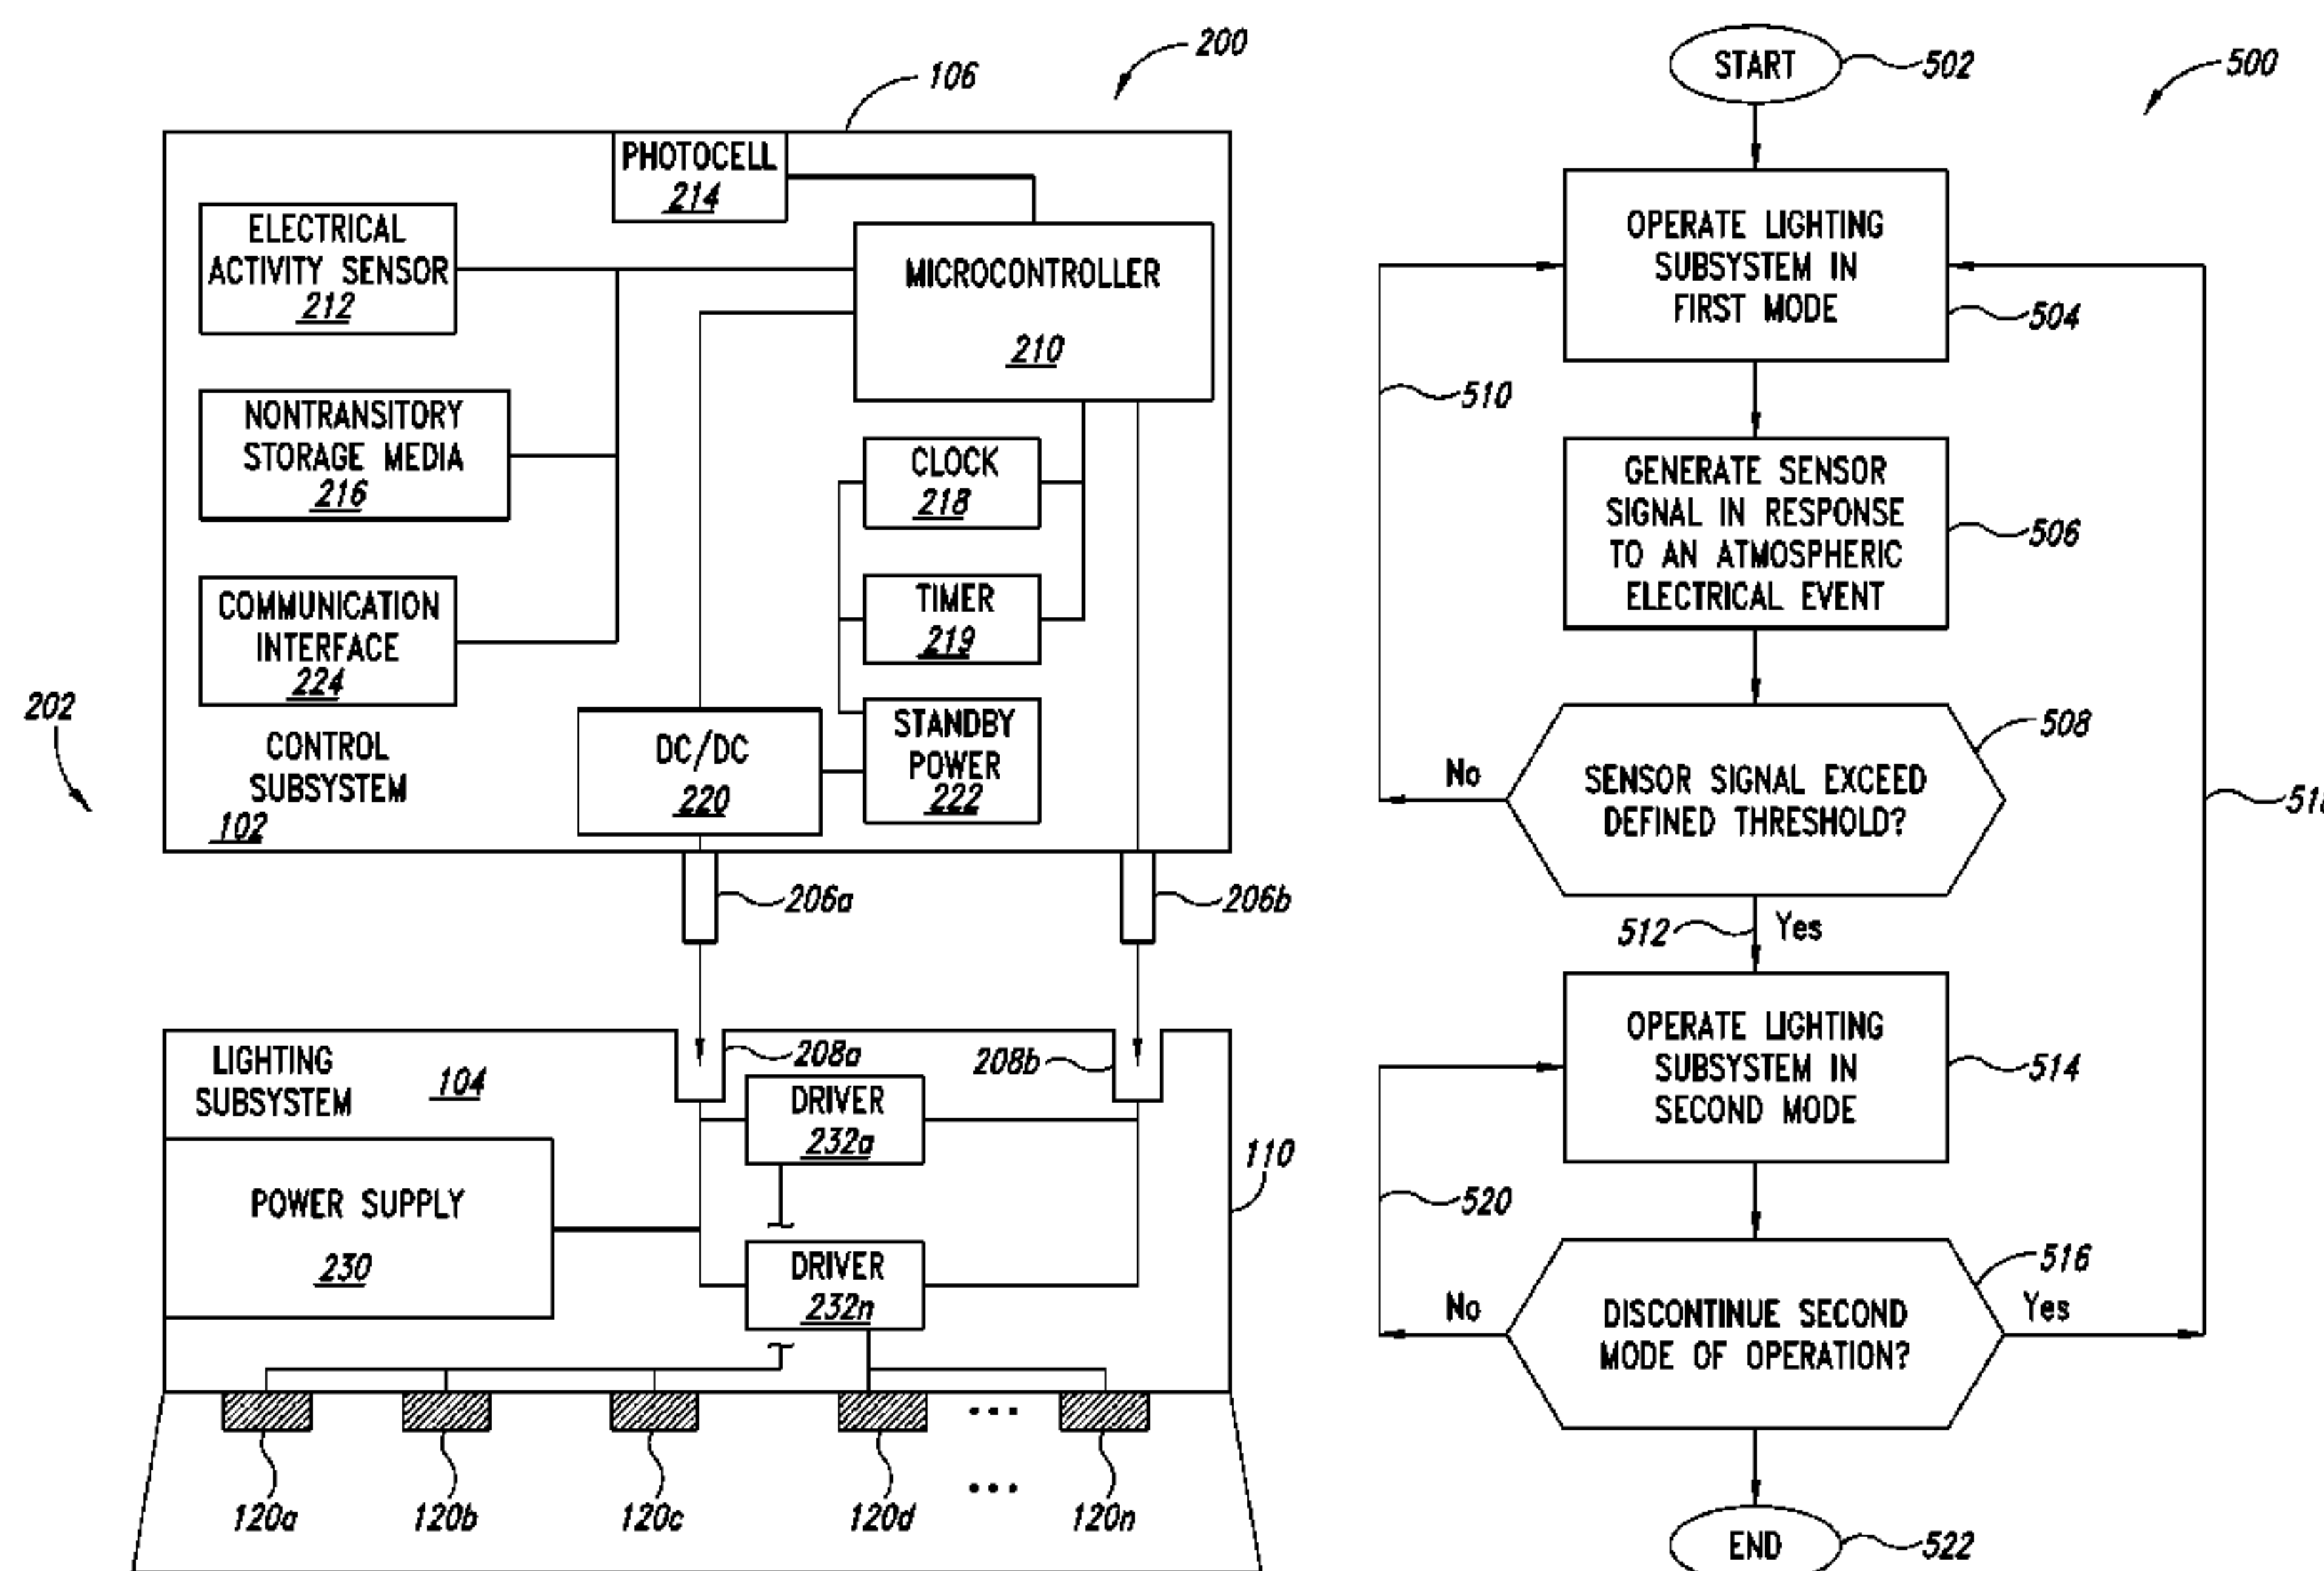 200
106
PHOTOCELL
214
ELECTRICAL
ACTIVITY SENSOR
212
MICROCONTROLLER
210
NONTRANSITORY
STORAGE MEDIA
216
CLOCK
218
COMMUNICATION
INTERFACE
224
TIMER
219
202
CONTROL
SUBSYSTEM
102
DC/DC
220
STANDBY
POWER
222
206a
206b
LIGHTING
SUBSYSTEM
104
208a
208b
DRIVER
232a
110
POWER SUPPLY
230
DRIVER
232n
...
120a
120b
120c
120d
...
120n
START
502
500
OPERATE LIGHTING
SUBSYSTEM IN
FIRST MODE
504
510
GENERATE SENSOR
SIGNAL IN RESPONSE
TO AN ATMOSPHERIC
ELECTRICAL EVENT
506
508
No
SENSOR SIGNAL EXCEED
DEFINED THRESHOLD?
512
Yes
OPERATE LIGHTING
SUBSYSTEM IN
SECOND MODE
514
520
516
No
DISCONTINUE SECOND
MODE OF OPERATION?
Yes
END
522